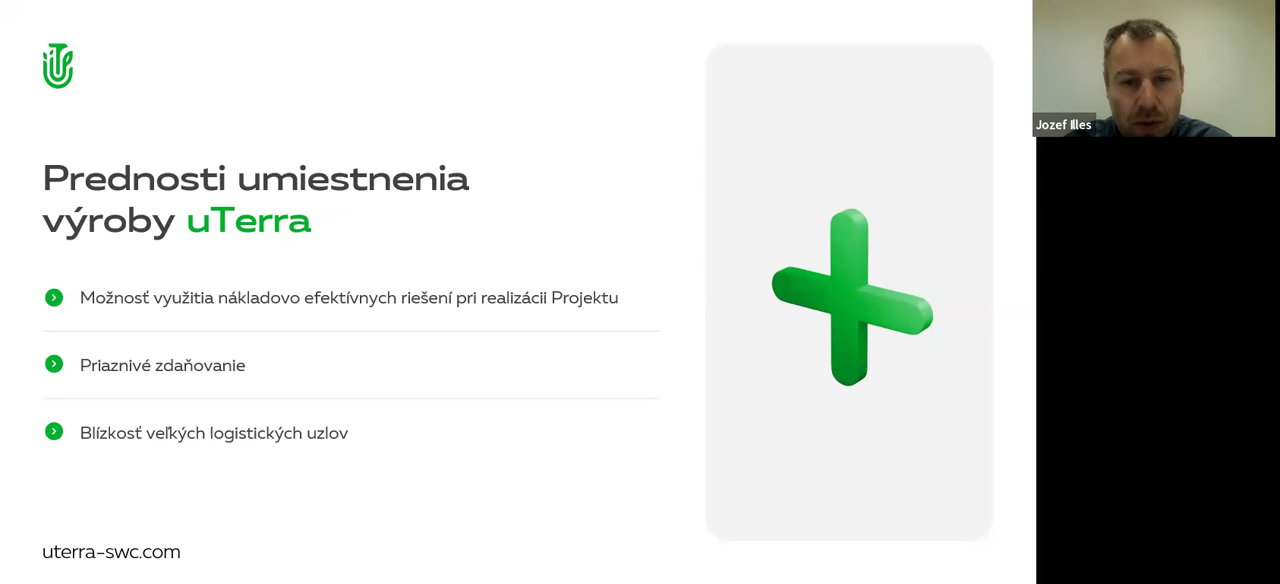 Prednosti umiestnenia
výroby uTerra
Možnosť využitia nákladovo efektívnych riešení pri realizácii Projektu
Priaznivé zdaňovanie
Blízkosť veľkých logistických uzlov
uterra-swc.com
Jozef Illes